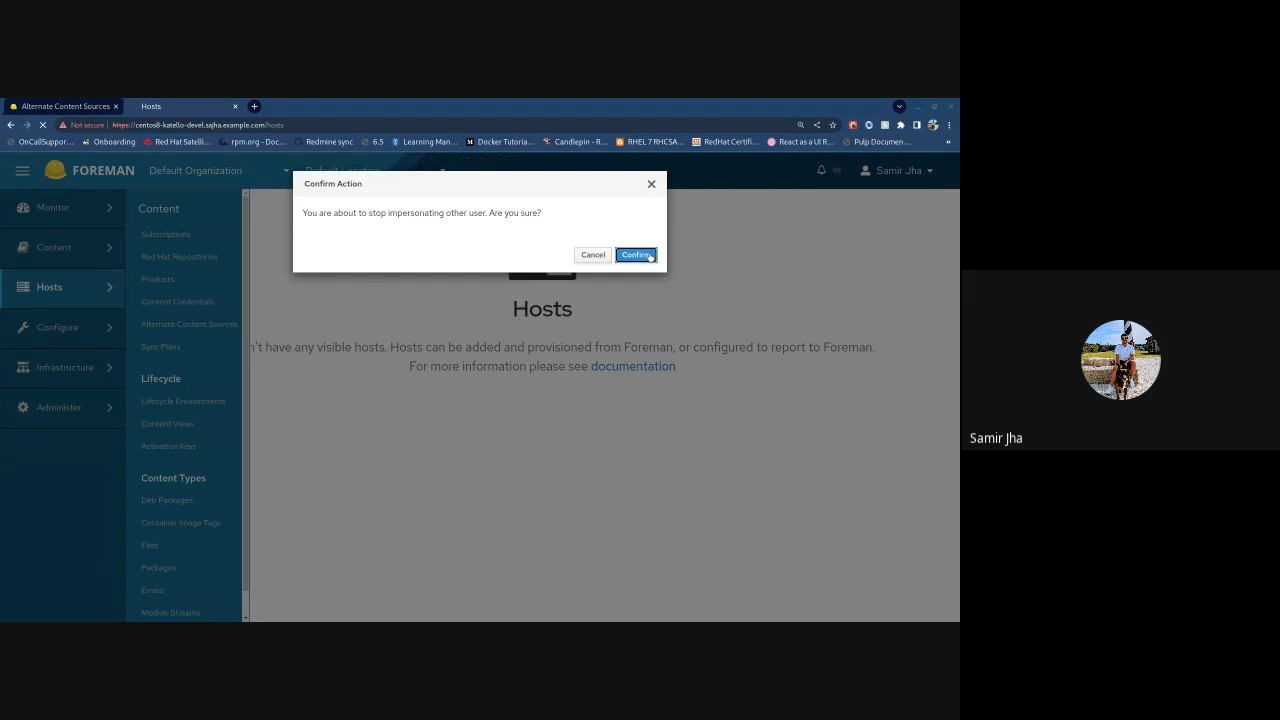 Alternate Content Sources
Hosts
Not secure
https://centos8-katello-devel.sajha.example.com/hosts
OnCallSuppor...
Onboarding
Red Hat Satelli...
rpm.org - Doc...
Redmine sync
6.5
Learning Man...
Docker Tutoria...
Candlepin - R...
RHEL 7 RHCSA...
RedHat Certifi...
React as a UI R...
Pulp Documen...
»
FOREMAN
Default Organization
Default Location
Samir Jha
Confirm Action
You are about to stop impersonating other user. Are you sure?
Cancel
Confirm
Monitor
Content
Hosts
Configure
Infrastructure
Administer
Content
Subscriptions
Red Hat Repositories
Products
Content Credentials
Alternate Content Sources
Sync Plans
Lifecycle
Lifecycle Environments
Content Views
Activation Keys
Content Types
Deb Packages
Container Image Tags
Files
Packages
Errata
Module Streams
Hosts
n't have any visible hosts. Hosts can be added and provisioned from Foreman, or configured to report to Foreman.
For more information please see documentation
Samir Jha